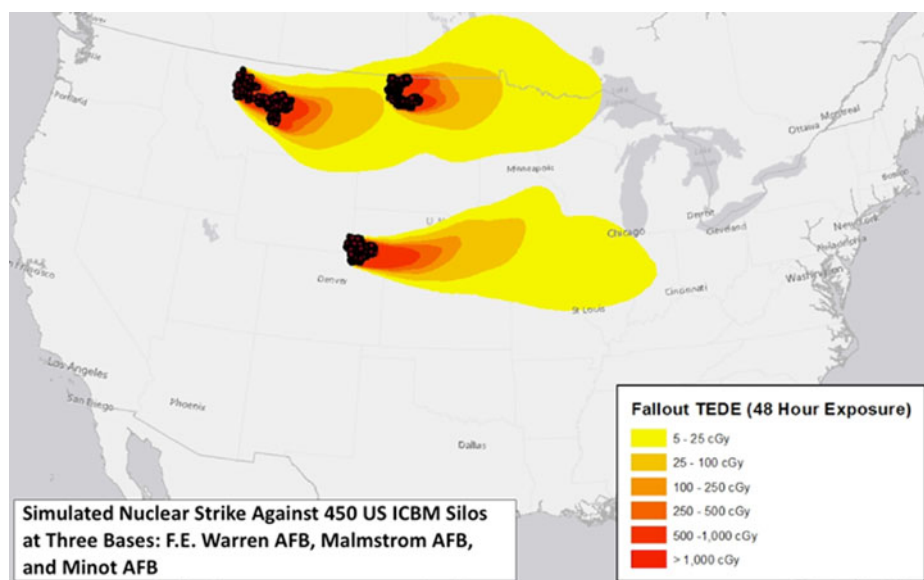 Seattle
Portland
Minneapolis
Ottawa
Montreal
Boston
Chicago
Detroit
Cleveland
New York
Philadelphia
Washington
Denver
St Louis
Cincinnati
Los Angeles
San Diego
Phoenix
Dallas
Fallout TEDE (48 Hour Exposure)
5 - 25 cGy
25 - 100 cGy
100 - 250 cGy
250 - 500 cGy
500 -1,000 cGy
> 1,000 cGy
Simulated Nuclear Strike Against 450 US ICBM Silos
at Three Bases: F.E. Warren AFB, Malmstrom AFB,
and Minot AFB